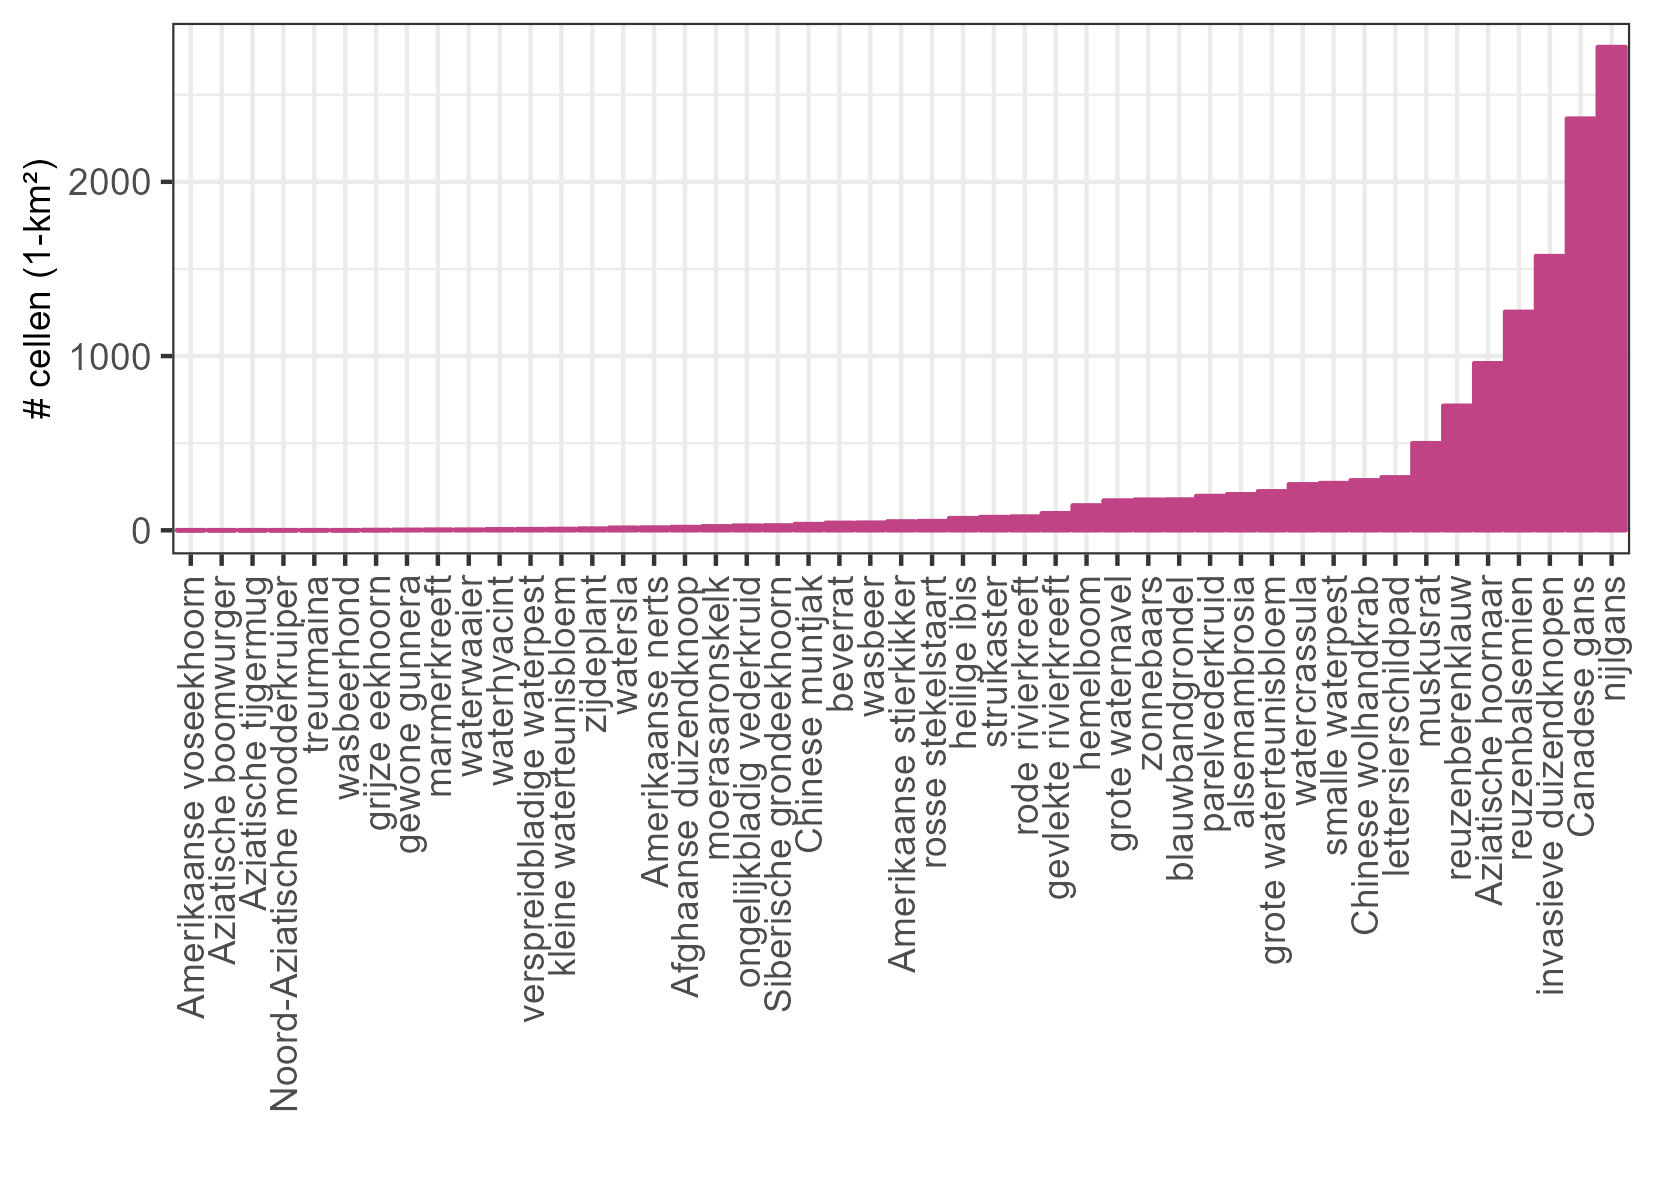 # cellen (1-km²)
2000
1000
0
Amerikaanse voseekhoorn
Aziatische boomwurger
Aziatische tijgermug
Noord-Aziatische modderkruiper
treurmaina
wasbeerhond
grijze eekhoorn
gewone gunnera
marmerkreeft
waterwaaier
waterhyacint
verspreidbladige waterpest
kleine waterteunisbloem
zijdeplant
watersla
Amerikaanse nerts
Afghaanse duizendknoop
moerasaronskelk
ongelijkbladig vederkruid
Siberische grondeekhoorn
Chinese muntjak
beverrat
wasbeer
Amerikaanse stierkikker
rosse stekelstaart
heilige ibis
struikaster
rode rivierkreeft
gevlekte rivierkreeft
hemelboom
grote waternavel
zonnebaars
blauwbandgrondel
parelvederkruid
alsemambrosia
grote waterteunisbloem
watercrassula
smalle waterpest
Chinese wolhandkrab
lettersierschildpad
muskusrat
reuzenberenklauw
Aziatische hoornaar
reuzenbalsemien
invasieve duizendknopen
Canadese gans
nijlgans